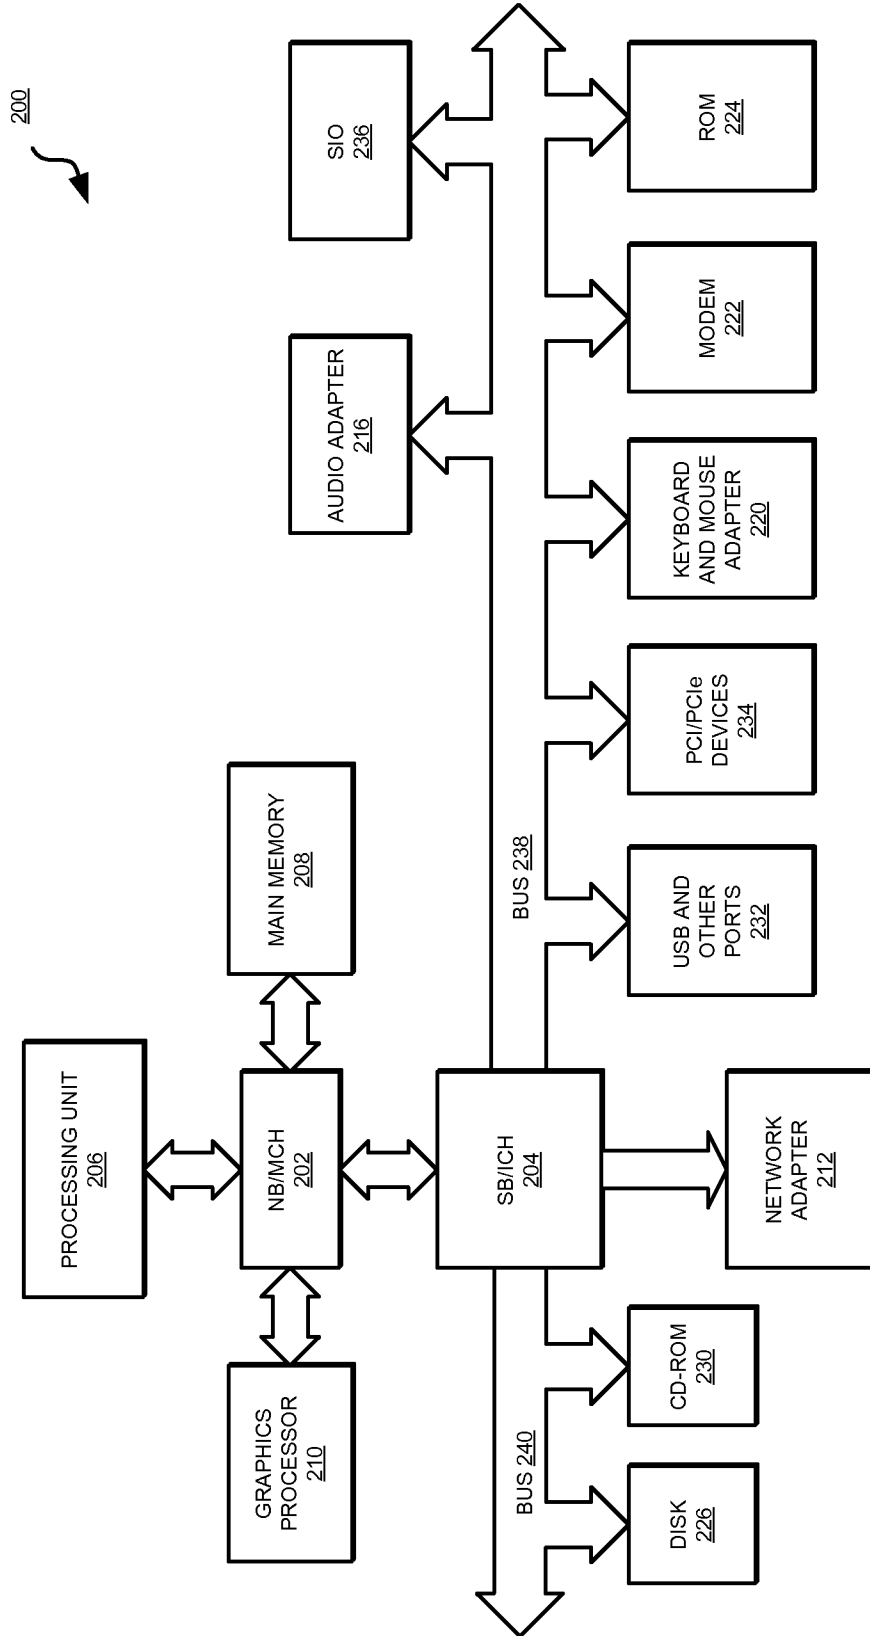 200
PROCESSING UNIT
206
GRAPHICS
PROCESSOR
210
NB/MCH
202
MAIN MEMORY
208
AUDIO ADAPTER
216
SIO
236
SB/ICH
204
BUS 240
BUS 238
DISK
226
CD-ROM
230
NETWORK
ADAPTER
212
USB AND
OTHER
PORTS
232
PCI/PCIe
DEVICES
234
KEYBOARD
AND MOUSE
ADAPTER
220
MODEM
222
ROM
224